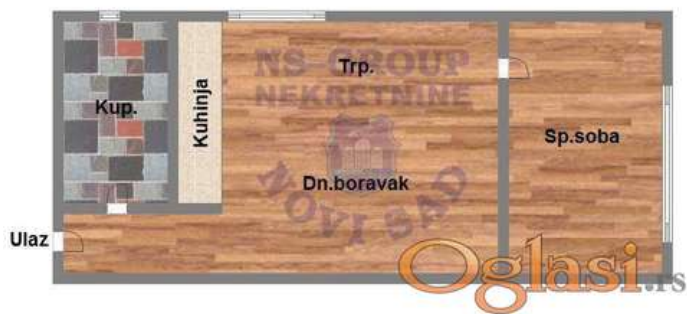 NS-GROUP
NEKRETNINE
NOVI SAD
Kup.
Kuhinja
Trp.
Dn.boravak
Sp.soba
Ulaz
Oglasi.rs